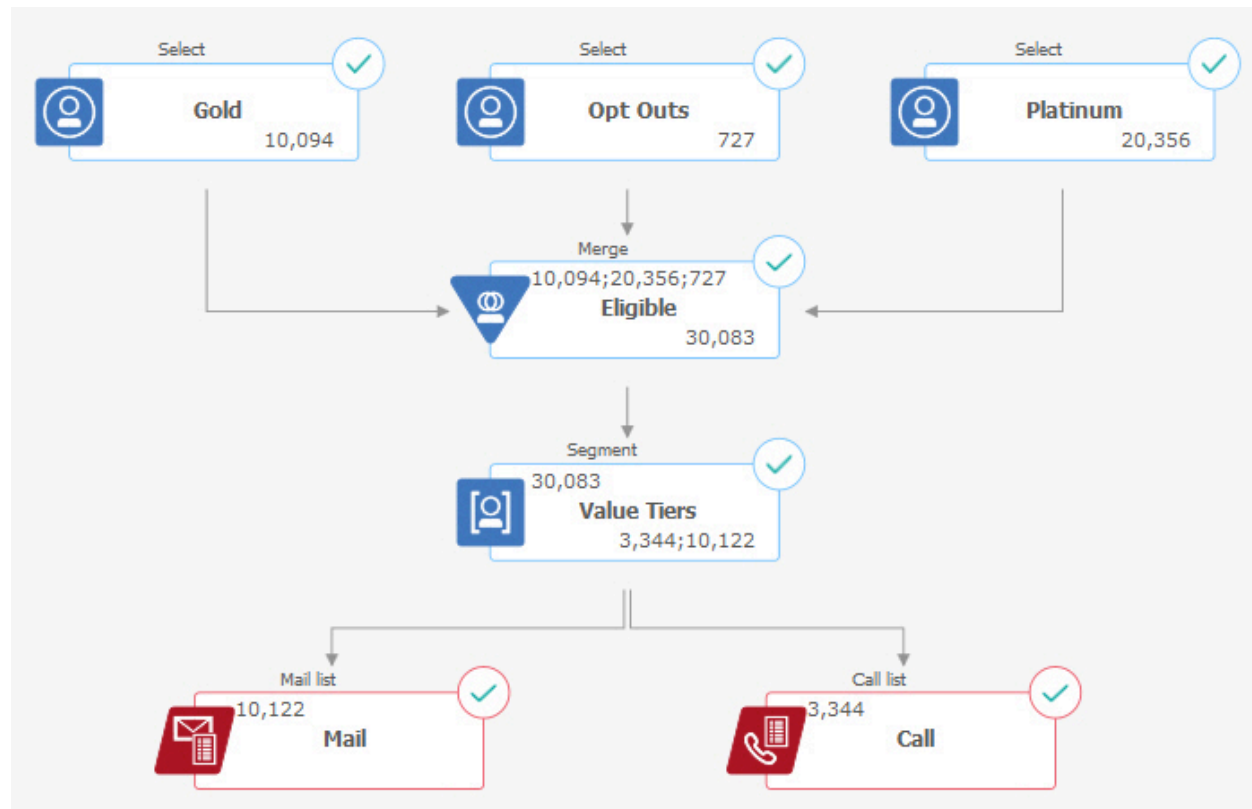 Select
Gold
10,094
Select
Opt Outs
727
Select
Platinum
20,356
Merge
10,094;20,356;727
Eligible
30,083
Segment
30,083
Value Tiers
3,344;10,122
Mail list
10,122
Mail
Call list
3,344
Call